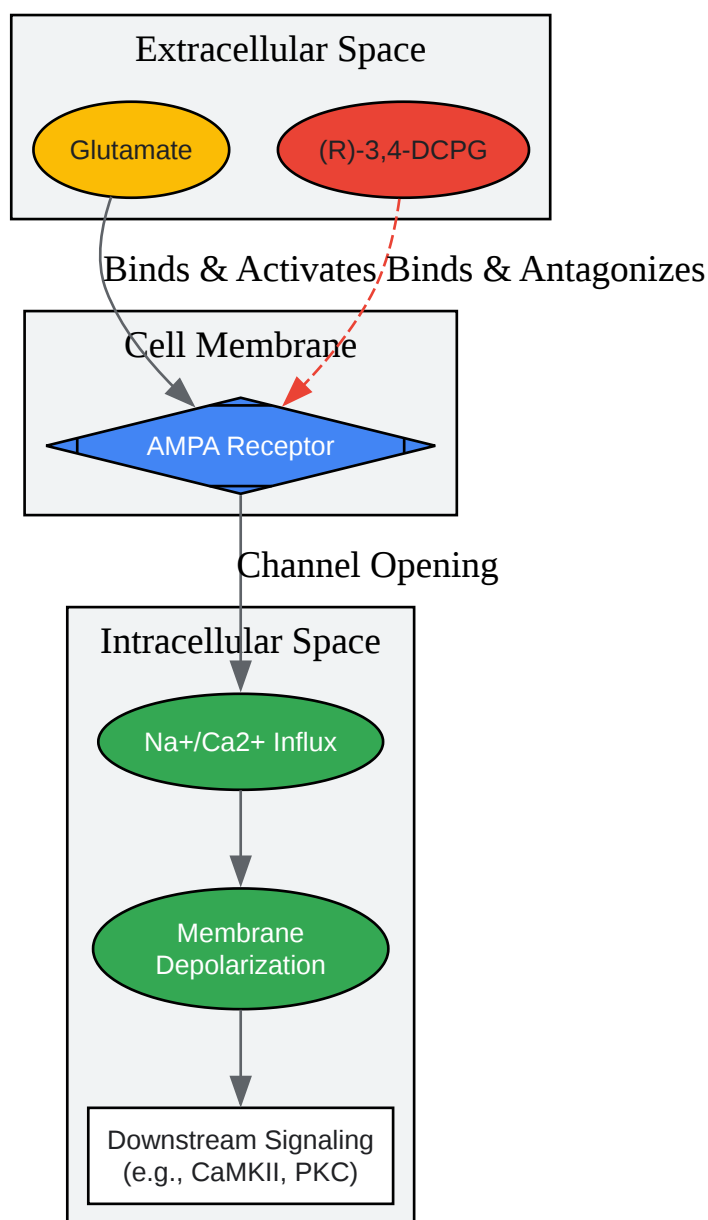 Extracellular Space
Glutamate
(R)-3,4-DCPG
Binds & Activates
Binds & Antagonizes
Cell Membrane
AMPA Receptor
Channel Opening
Intracellular Space
Na+/Ca2+ Influx
Membrane
Depolarization
Downstream Signaling
(e.g., CaMKII, PKC)